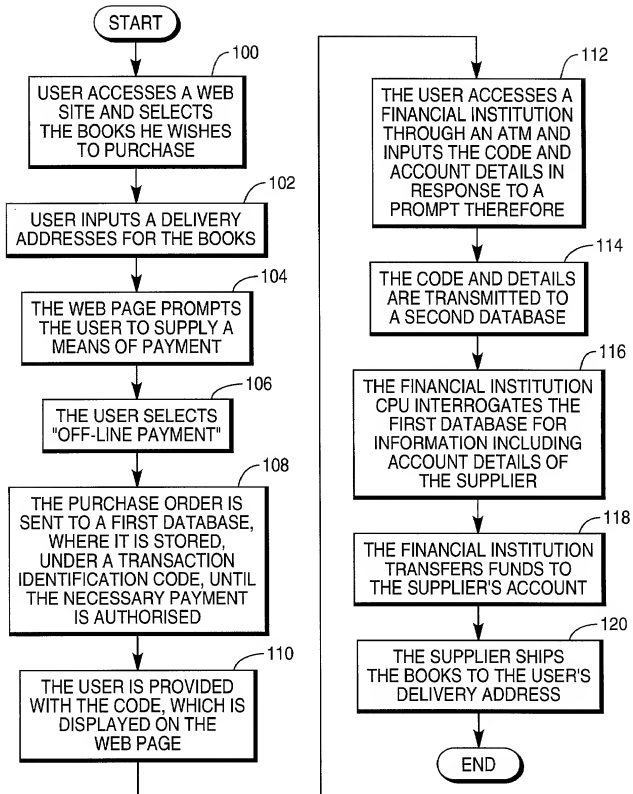 START
100
USER ACCESSES A WEB
SITE AND SELECTS
THE BOOKS HE WISHES
TO PURCHASE
102
USER INPUTS A DELIVERY
ADDRESSES FOR THE BOOKS
104
THE WEB PAGE PROMPTS
THE USER TO SUPPLY A
MEANS OF PAYMENT
106
THE USER SELECTS
"OFF-LINE PAYMENT"
108
THE PURCHASE ORDER IS
SENT TO A FIRST DATABASE,
WHERE IT IS STORED,
UNDER A TRANSACTION
IDENTIFICATION CODE, UNTIL
THE NECESSARY PAYMENT
IS AUTHORISED
110
THE USER IS PROVIDED
WITH THE CODE, WHICH IS
DISPLAYED ON THE
WEB PAGE
112
THE USER ACCESSES A
FINANCIAL INSTITUTION
THROUGH AN ATM AND
INPUTS THE CODE AND
ACCOUNT DETAILS IN
RESPONSE TO A
PROMPT THEREFORE
114
THE CODE AND DETAILS
ARE TRANSMITTED TO
A SECOND DATABASE
116
THE FINANCIAL INSTITUTION
CPU INTERROGATES THE
FIRST DATABASE FOR
INFORMATION INCLUDING
ACCOUNT DETAILS OF
THE SUPPLIER
118
THE FINANCIAL INSTITUTION
TRANSFERS FUNDS TO
THE SUPPLIER'S ACCOUNT
120
THE SUPPLIER SHIPS
THE BOOKS TO THE USER'S
DELIVERY ADDRESS
END